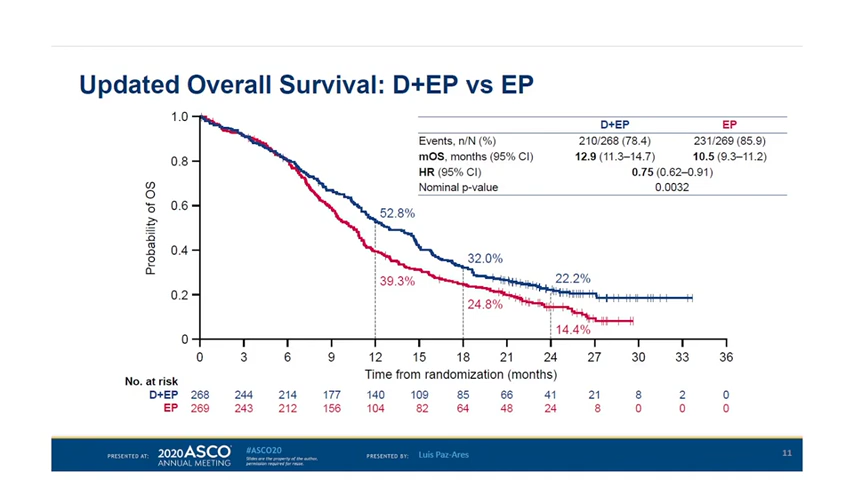 Updated Overall Survival: D+EP vs EP
D+EP EP
Events, n/N (%) 210/268 (78.4) 231/269 (85.9)
mOS, months (95% CI) 12.9 (11.3–14.7) 10.5 (9.3–11.2)
HR (95% CI) 0.75 (0.62–0.91)
Nominal p-value 0.0032
Probability of OS
1.0
0.8
0.6
0.4
0.2
0
52.8%
39.3%
32.0%
24.8%
22.2%
14.4%
0 3 6 9 12 15 18 21 24 27 30 33 36
Time from randomization (months)
No. at risk
D+EP 268 244 214 177 140 109 85 66 41 21 8 2 0
EP 269 243 212 156 104 82 64 48 24 8 0 0 0
PRESENTED AT: 2020 ASCO
ANNUAL MEETING
#ASCO20
Slides are the property of the author,
permission required for reuse.
PRESENTED BY: Luis Paz-Ares
11